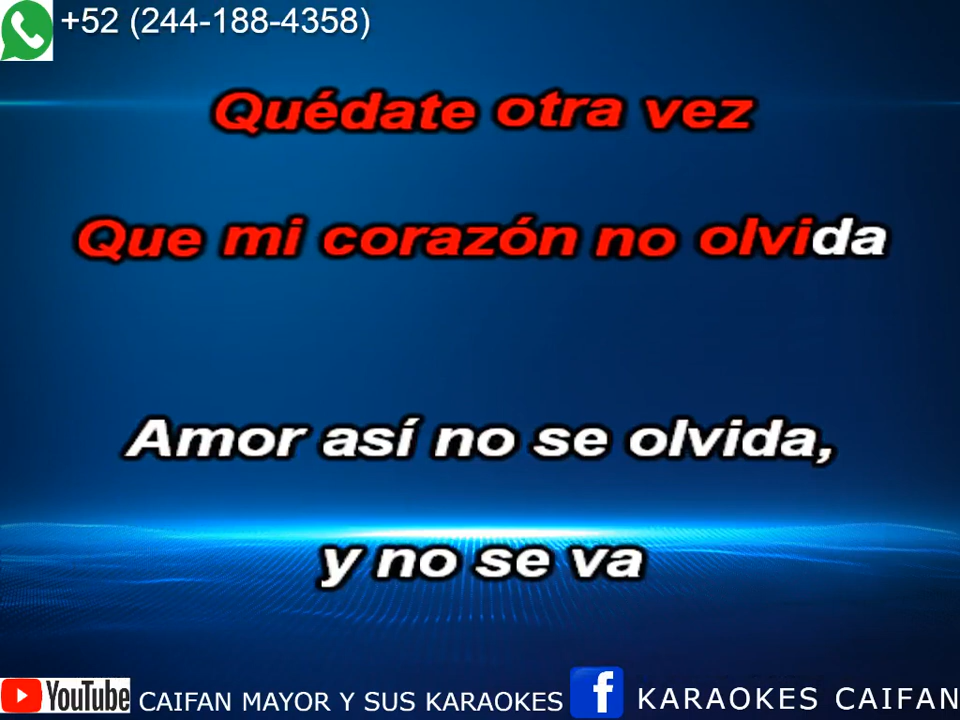 +52 (244-188-4358)
Quédate otra vez
Que mi corazón no olvida
Amor así no se olvida,
y no se va
YouTube CAIFAN MAYOR Y SUS KARAOKES f KARAOKES CAIFAN